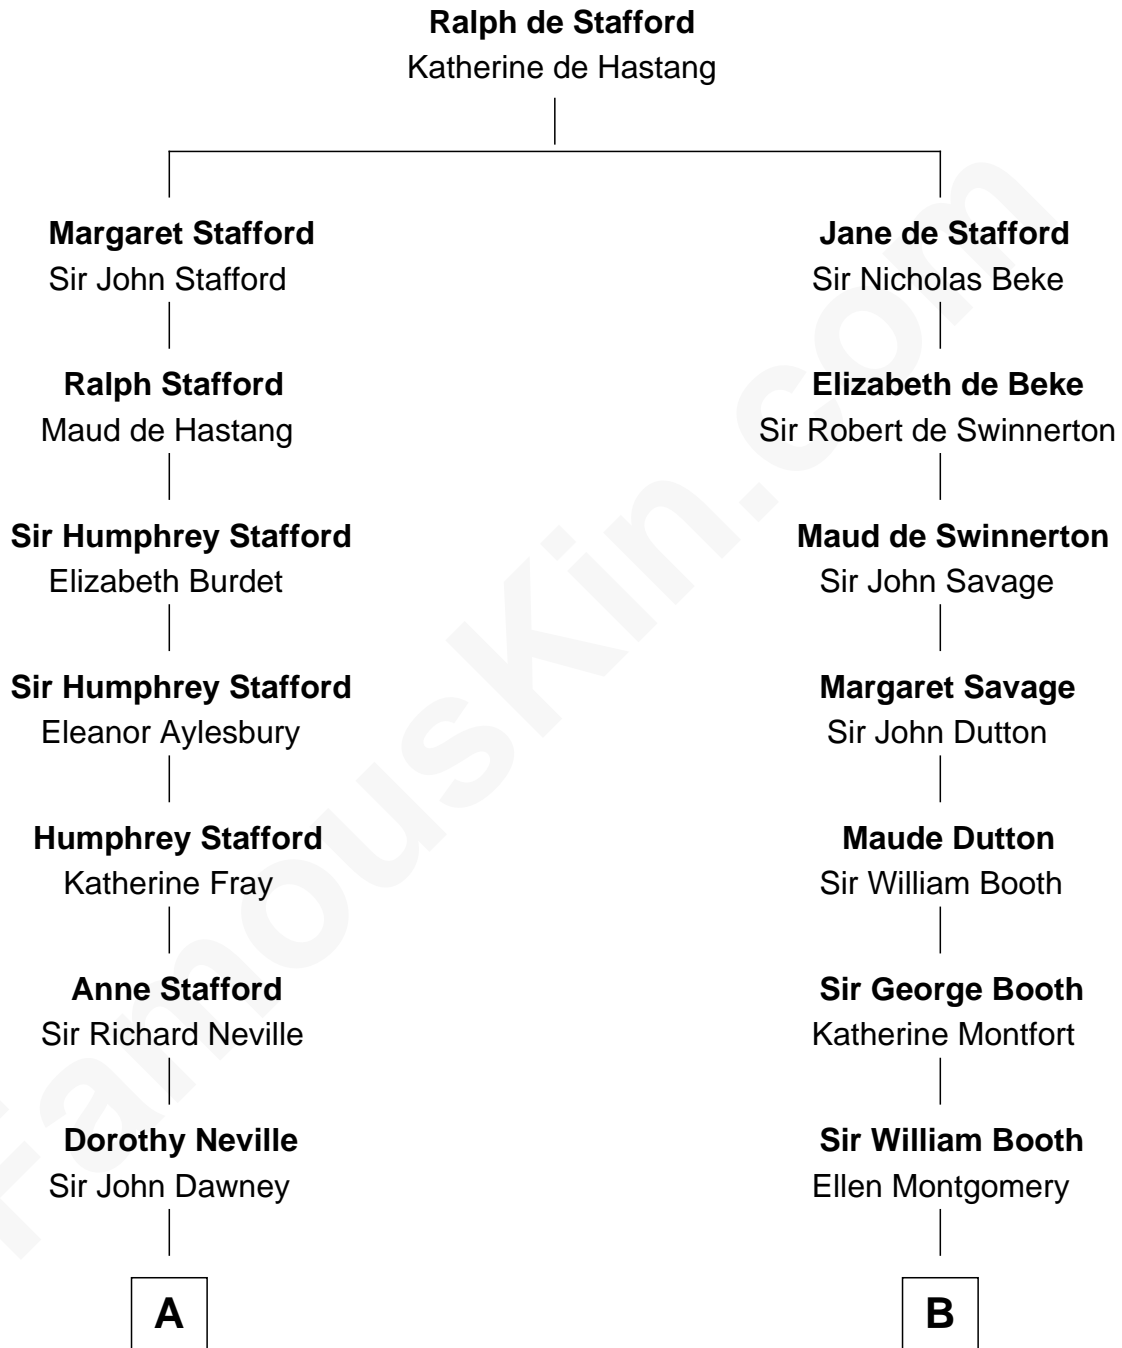 Ralph de Stafford
Katherine de Hastang
Margaret Stafford
Sir John Stafford
Jane de Stafford
Sir Nicholas Beke
Ralph Stafford
Maud de Hastang
Elizabeth de Beke
Sir Robert de Swinnerton
Sir Humphrey Stafford
Elizabeth Burdet
Maud de Swinnerton
Sir John Savage
Sir Humphrey Stafford
Eleanor Aylesbury
Margaret Savage
Sir John Dutton
Humphrey Stafford
Katherine Fray
Maude Dutton
Sir William Booth
Anne Stafford
Sir Richard Neville
Sir George Booth
Katherine Montfort
Dorothy Neville
Sir John Dawney
Sir William Booth
Ellen Montgomery
A
B
FamousKin.com